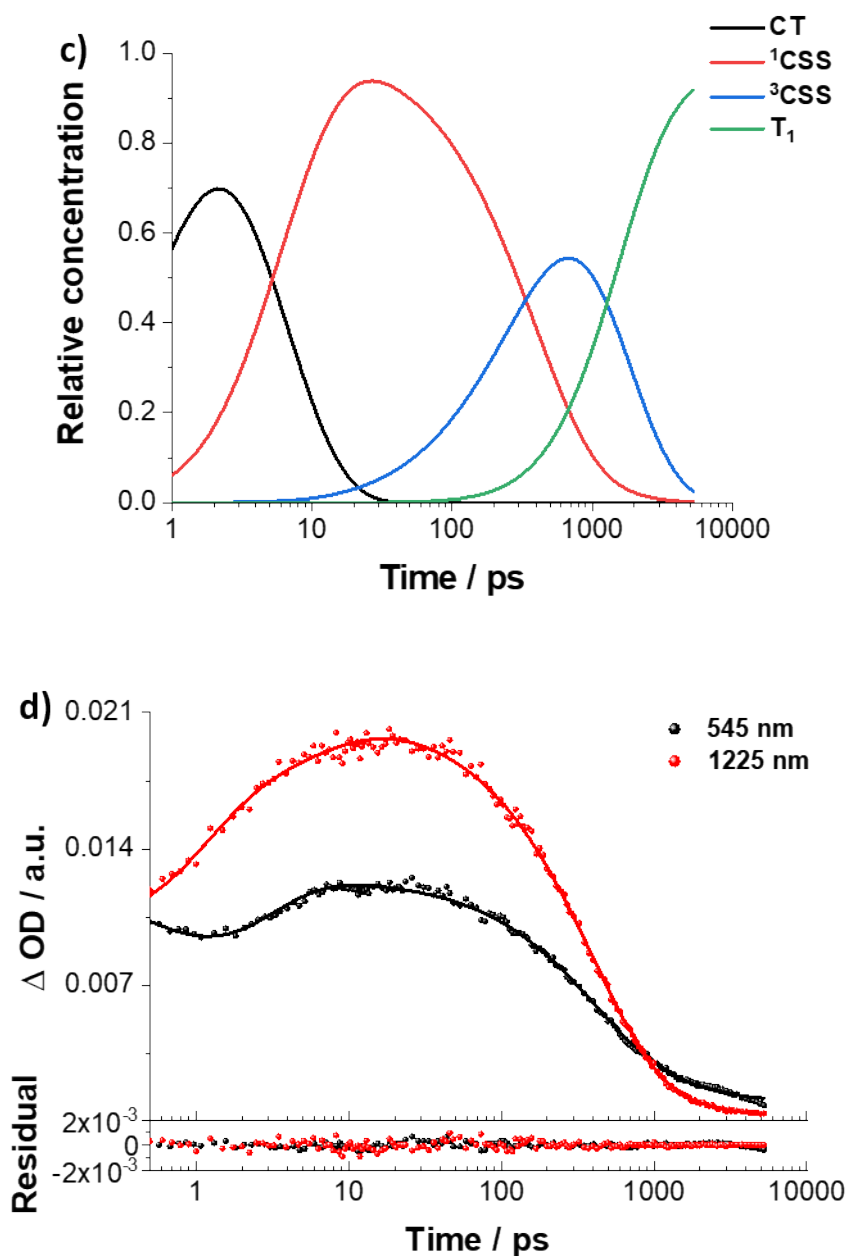 c)
CT
¹CSS
³CSS
T₁
Relative concentration
1.0
0.8
0.6
0.4
0.2
0.0
1 10 100 1000 10000
Time / ps
d)
545 nm
1225 nm
Δ OD / a.u.
0.021
0.014
0.007
Residual
2x10⁻³
0
-2x10⁻³
1 10 100 1000 10000
Time / ps